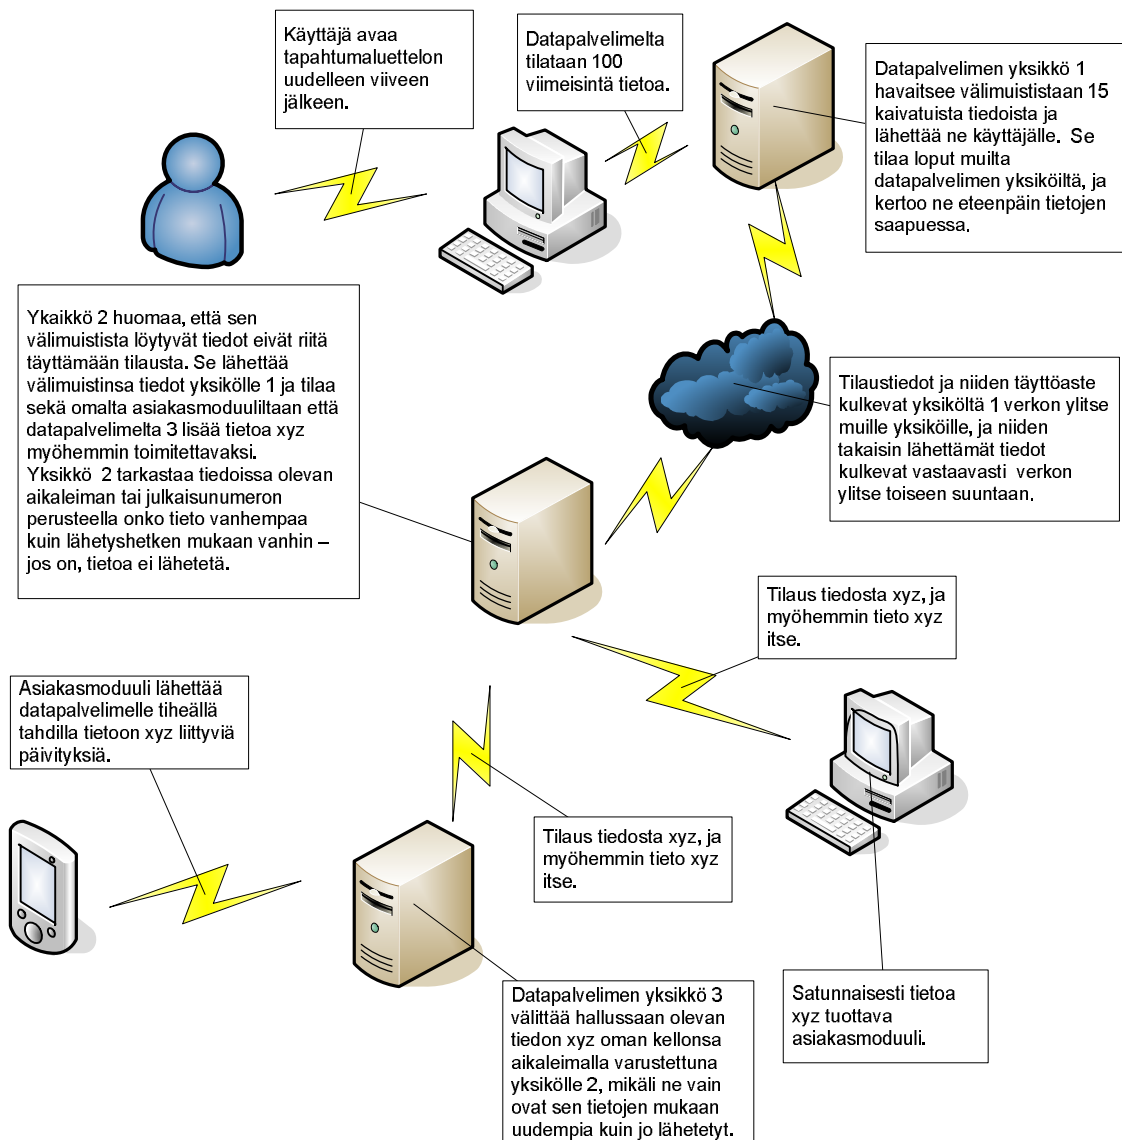 Käyttäjä avaa
tapahtumaluettelon
uudelleen viiveen
jälkeen.
Datapalvelimelta
tilataan 100
viimeisintä tietoa.
Datapalvelimen yksikkö 1
havaitsee välimuististaan 15
kaivatuista tiedoista ja
lähettää ne käyttäjälle. Se
tilaa loput muilta
datapalvelimen yksiköiltä, ja
kertoo ne eteenpäin tietojen
saapuessa.
Ykaikkö 2 huomaa, että sen
välimuistista löytyvät tiedot eivät riitä
täyttämään tilausta. Se lähettää
välimuistinsa tiedot yksikölle 1 ja tilaa
sekä omalta asiakasmoduuliltaan että
datapalvelimelta 3 lisää tietoa xyz
myöhemmin toimitettavaksi.
Yksikkö 2 tarkastaa tiedoissa olevan
aikaleiman tai julkaisunumeron
perusteella onko tieto vanhempaa
kuin lähetyshetken mukaan vanhin –
jos on, tietoa ei lähetetä.
Tilaustiedot ja niiden täyttöaste
kulkevat yksiköltä 1 verkon ylitse
muille yksiköille, ja niiden
takaisin lähettämät tiedot
kulkevat vastaavasti verkon
ylitse toiseen suuntaan.
Tilaus tiedosta xyz, ja
myöhemmin tieto xyz
itse.
Asiakasmoduuli lähettää
datapalvelimelle tiheällä
tahdilla tietoon xyz liittyviä
päivityksiä.
Tilaus tiedosta xyz, ja
myöhemmin tieto xyz
itse.
Satunnaisesti tietoa
xyz tuottava
asiakasmoduuli.
Datapalvelimen yksikkö 3
välittää hallussaan olevan
tiedon xyz oman kellonsa
aikaleimalla varustettuna
yksikölle 2, mikäli ne vain
ovat sen tietojen mukaan
uudempia kuin jo lähetetyt.